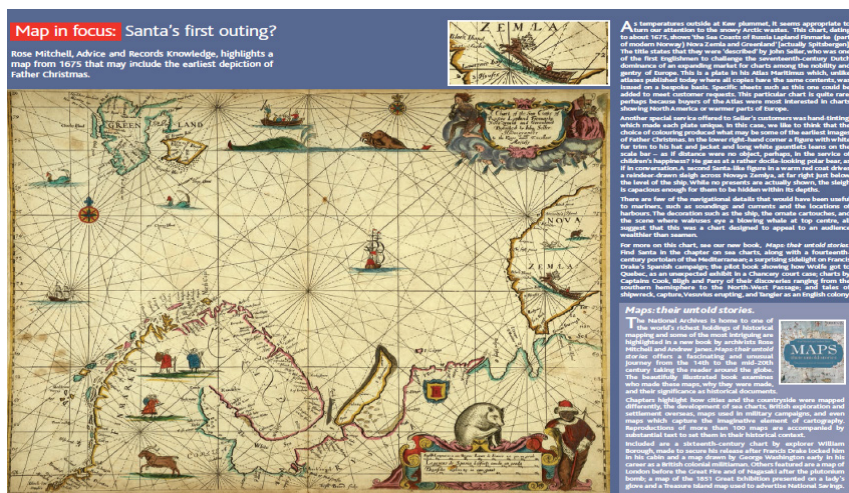 Map in focus: Santa's first outing?
Rose Mitchell, Advice and Records Knowledge, highlights a
map from 1675 that may include the earliest depiction of
Father Christmas.
ZEMLA
GREEN LAND
NOVA
ZEMLA
As temperatures outside at Kew plummet, it seems appropriate to
turn our attention to the snowy Arctic wastes. This chart, dating
to about 1675, shows 'the Sea Coasts of Russia Lapland Finmarke (part
of modern Norway) Nova Zemla and Greenland' [actually Spitsbergen].
The title states that they were 'described' by John Seller, who was one
of the first Englishmen to challenge the seventeenth-century Dutch
dominance of an expanding market for charts among the nobility and
gentry of Europe. This is a plate in his Atlas Maritimus which, unlike
atlases published today where all copies have the same contents, was
issued on a bespoke basis. Specific sheets such as this one could be
added to meet customer requests. This particular chart is quite rare,
perhaps because buyers of the Atlas were most interested in charts
showing North America or warmer parts of Europe.
Another special service offered to Seller's customers was hand-tinting
which made each plate unique. In this case, we like to think that the
choice of colouring produced what may be some of the earliest images
of Father Christmas. In the lower right-hand corner a figure with white
fur trim to his hat and jacket and long white gauntlets leans on the
scale bar – as if distance were no object, perhaps, in the service of
children's happiness? He gazes at a rather docile-looking polar bear, as
if in conversation. A second Santa-like figure in a warm red coat drives
a reindeer-drawn sleigh across Novaya Zemlya, at far right just below
the level of the ship. While no presents are actually shown, the sleigh
is capacious enough for them to be hidden within its depths.
There are few of the navigational details that would have been useful
to mariners, such as soundings and currents and the locations of
harbours. The decoration such as the ship, the ornate cartouches, and
the scene where walruses eye a blowing whale at top centre, all
suggest that this was a chart designed to appeal to an audience
wealthier than seamen.
For more on this chart, see our new book, Maps their untold stories.
Find Santa in the chapter on sea charts, along with a fourteenth-
century portolan of the Mediterranean; a surprising sidelight on Francis
Drake's Spanish campaign; the pilot book showing how Wolfe got to
Quebec, as an unexpected exhibit in a Chancery court case; charts by
Captains Cook, Bligh and Parry of their discoveries ranging from the
southern hemisphere to the North-West Passage; and tales of
shipwreck, capture, Vesuvius erupting, and Tangier as an English colony.
Maps: their untold stories.
The National Archives is home to one of
the world's richest holdings of historical
mapping and some of the most intriguing are
highlighted in a new book by archivists Rose
Mitchell and Andrew Janes. Maps their untold
stories offers a fascinating and unusual
journey from the 14th to the mid-20th
century taking the reader around the globe.
The beautifully illustrated book examines
who made these maps, why they were made,
and their significance as historical documents.
MAPS
Chapters highlight how cities and the countryside were mapped
differently, the development of sea charts, British exploration and
settlement overseas, maps used in military campaigns, and even
maps which capture the imaginative element of cartography.
Reproductions of more than 100 maps are accompanied by
substantial text to set them in their historical context.
Included are a sixteenth-century chart by explorer William
Borough, made to secure his release after Francis Drake locked him
in his cabin and a map drawn by George Washington early in his
career as a British colonial militiaman. Others featured are a map of
London before the Great Fire and of Nagasaki after the plutonium
bomb; a map of the 1851 Great Exhibition presented on a lady's
glove and a Treasure Island map used to advertize National Savings.